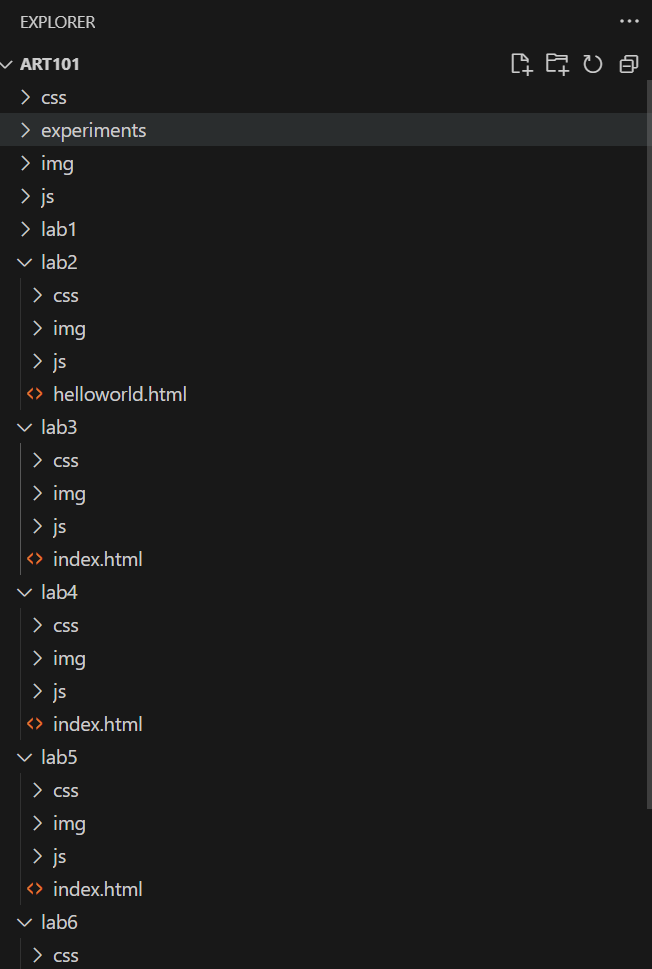 EXPLORER
ART101
css
experiments
img
js
lab1
lab2
css
img
js
helloworld.html
lab3
css
img
js
index.html
lab4
css
img
js
index.html
lab5
css
img
js
index.html
lab6
css